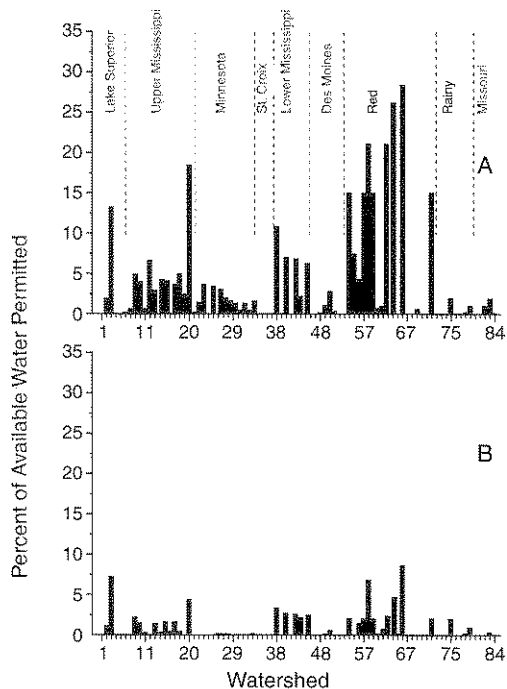 Percent of Available Water Permitted
Lake Superior
Upper Mississippi
Minnesota
St. Croix
Lower Mississippi
Des Moines
Red
Rainy
Missouri
35
30
25
20
15
10
5
0
A
1 11 20 29 38 48 57 67 75 84
35
30
25
20
15
10
5
0
B
1 11 20 29 38 48 57 67 75 84
Watershed